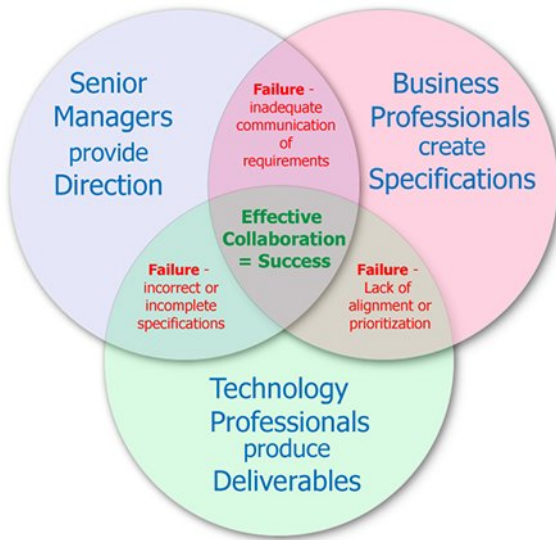 Senior
Managers
provide
Direction
Failure -
inadequate
communication
of
requirements
Business
Professionals
create
Specifications
Effective
Collaboration
= Success
Failure -
incorrect or
incomplete
specifications
Failure -
Lack of
alignment or
prioritization
Technology
Professionals
produce
Deliverables